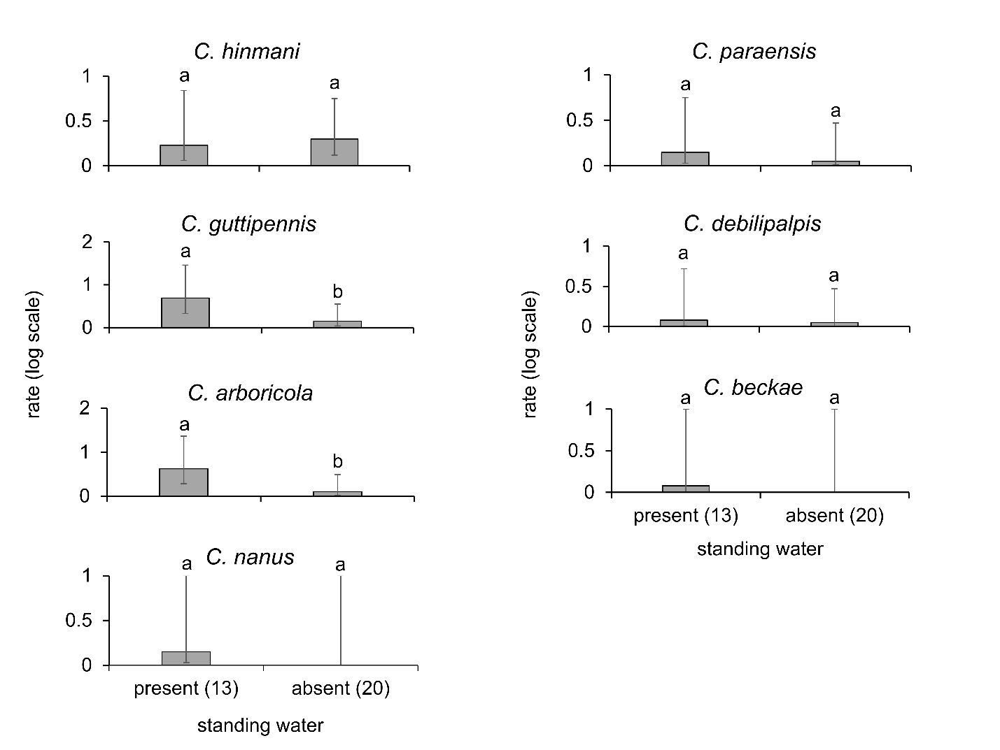 C. hinmani
a
a
1
0.5
0
C. guttipennis
a
b
2
1
0
C. arboricola
a
b
2
1
0
C. nanus
a
a
1
0.5
0
present (13) absent (20)
standing water
rate (log scale)
C. paraensis
a
a
1
0.5
0
C. debilipalpis
a
a
1
0.5
0
C. beckae
a
a
1
0.5
0
present (13) absent (20)
standing water
rate (log scale)